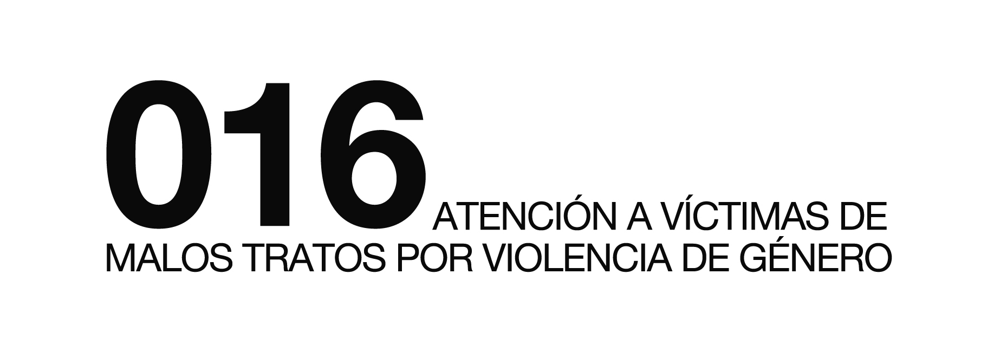 016 ATENCIÓN A VÍCTIMAS DE
MALOS TRATOS POR VIOLENCIA DE GÉNERO